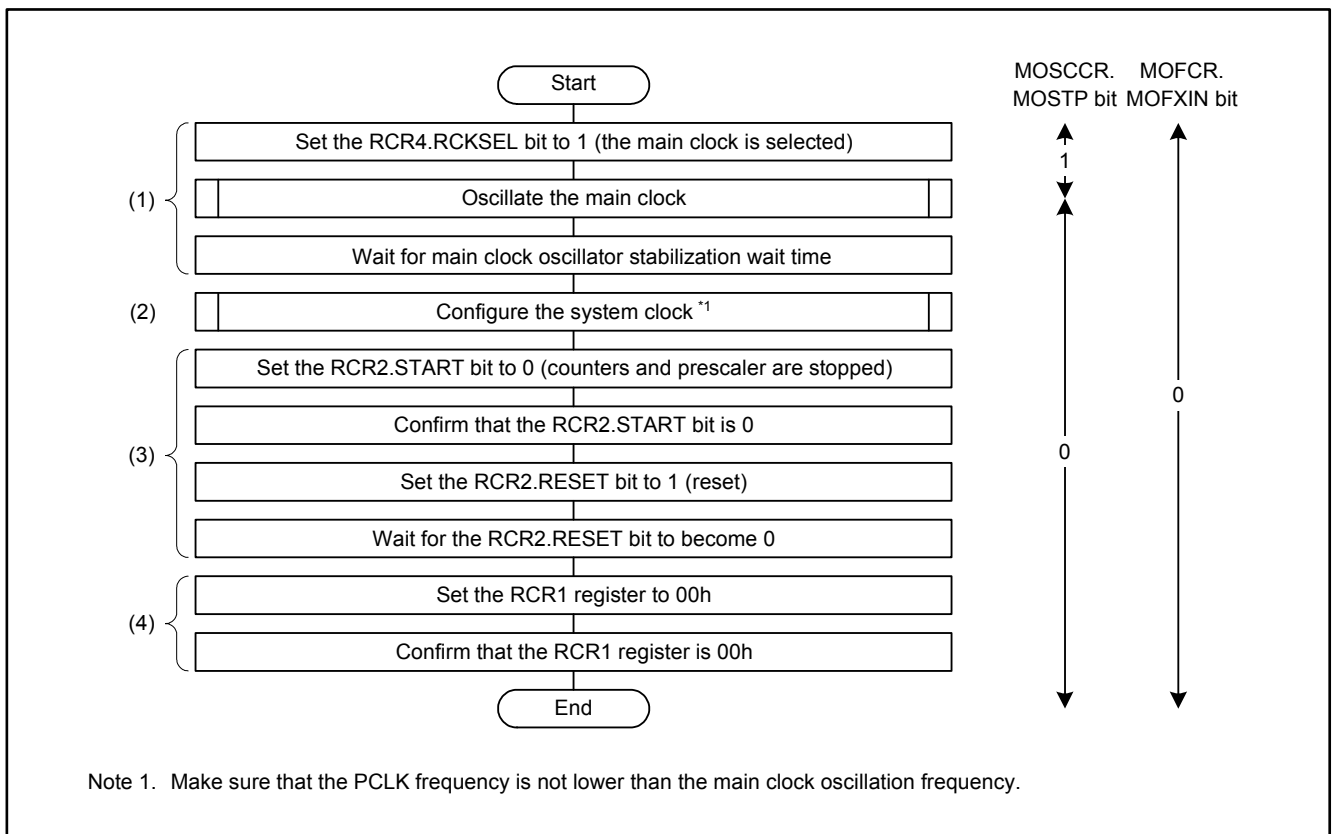 Start
MOSCCR. MOFCR.
MOSTP bit MOFXIN bit
(1)
Set the RCR4.RCKSEL bit to 1 (the main clock is selected)
1
Oscillate the main clock
Wait for main clock oscillator stabilization wait time
(2)
Configure the system clock *1
(3)
Set the RCR2.START bit to 0 (counters and prescaler are stopped)
0
Confirm that the RCR2.START bit is 0
0
Set the RCR2.RESET bit to 1 (reset)
Wait for the RCR2.RESET bit to become 0
(4)
Set the RCR1 register to 00h
Confirm that the RCR1 register is 00h
End
Note 1. Make sure that the PCLK frequency is not lower than the main clock oscillation frequency.